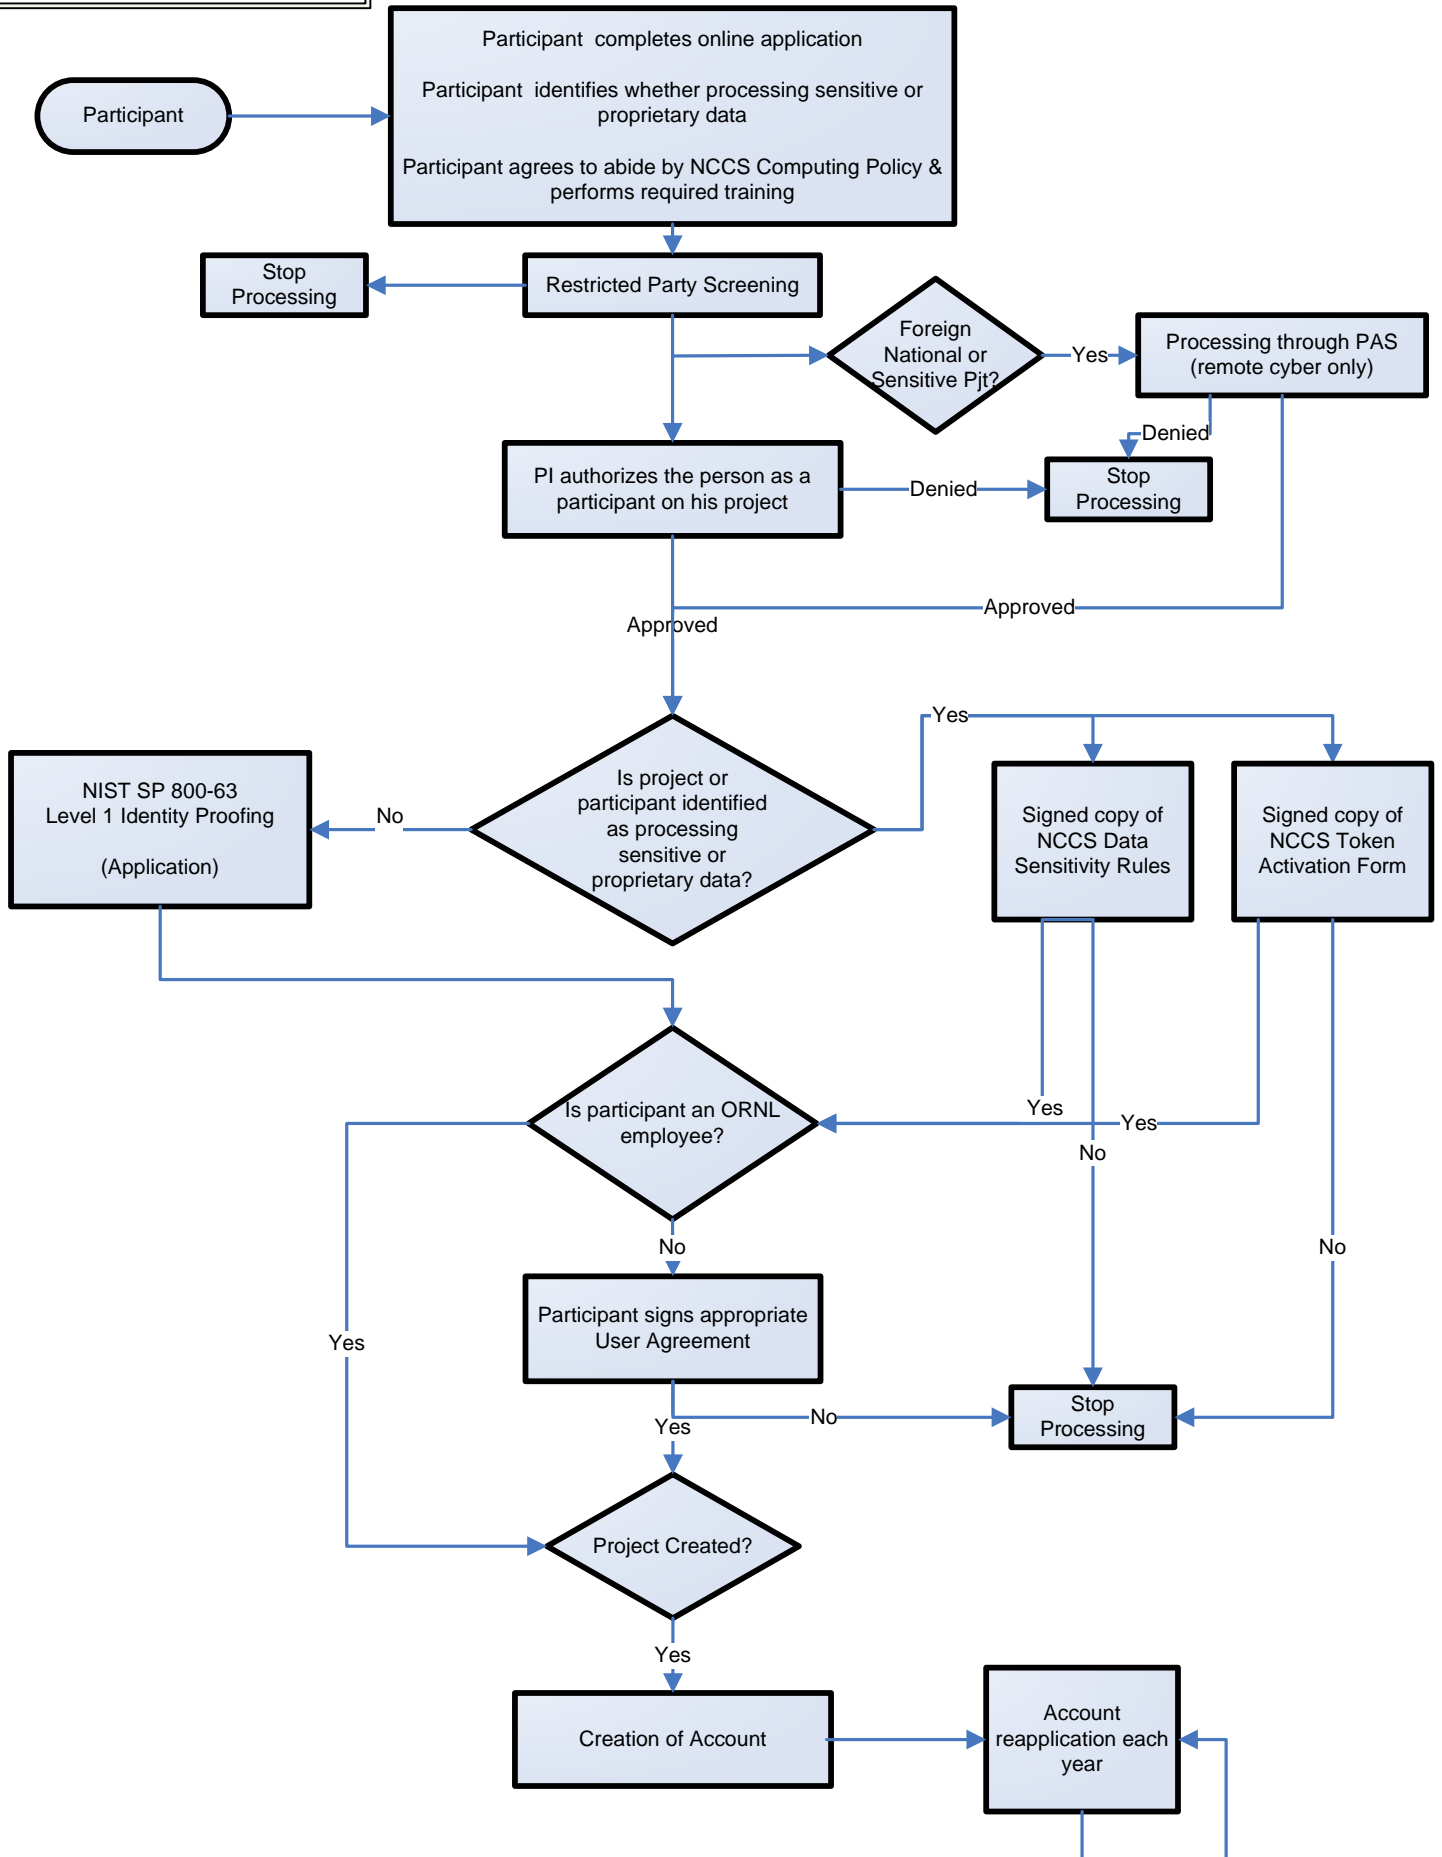 Participant completes online application
Participant identifies whether processing sensitive or
proprietary data
Participant agrees to abide by NCCS Computing Policy &
performs required training
Participant
Stop
Processing
Restricted Party Screening
Foreign
National or
Sensitive Pjt?
Yes
Processing through PAS
(remote cyber only)
Denied
PI authorizes the person as a
participant on his project
Denied
Stop
Processing
Approved
Approved
Yes
Is project or
participant identified
as processing
sensitive or
proprietary data?
No
NIST SP 800-63
Level 1 Identity Proofing
(Application)
Signed copy of
NCCS Data
Sensitivity Rules
Signed copy of
NCCS Token
Activation Form
Is participant an ORNL
employee?
Yes
Yes
No
No
No
Participant signs appropriate
User Agreement
Yes
Yes
No
Stop
Processing
Project Created?
Yes
Creation of Account
Account
reapplication each
year